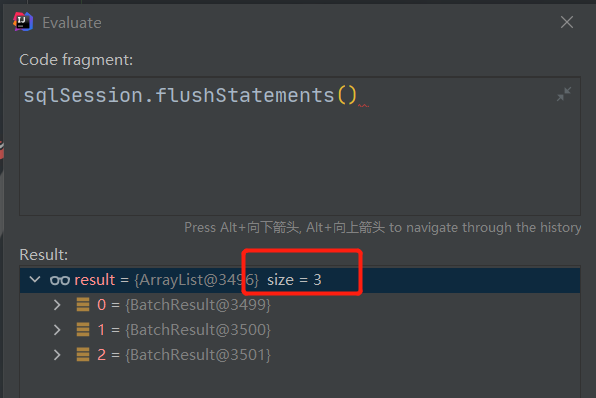 Evaluate
Code fragment:
sqlSession.flushStatements()
Press Alt+向下箭头, Alt+向上箭头 to navigate through the history
Result:
result = {ArrayList@3496} size = 3
0 = {BatchResult@3499}
1 = {BatchResult@3500}
2 = {BatchResult@3501}